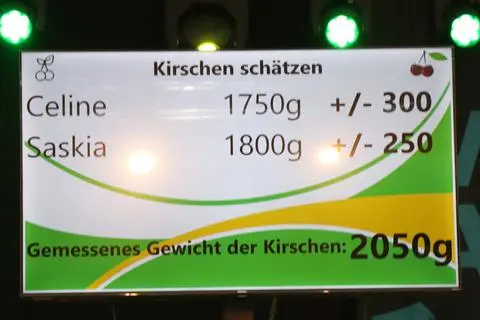 Kirschen schätzen
Celine 1750g +/- 300
Saskia 1800g +/- 250
Gemessenes Gewicht der Kirschen: 2050g